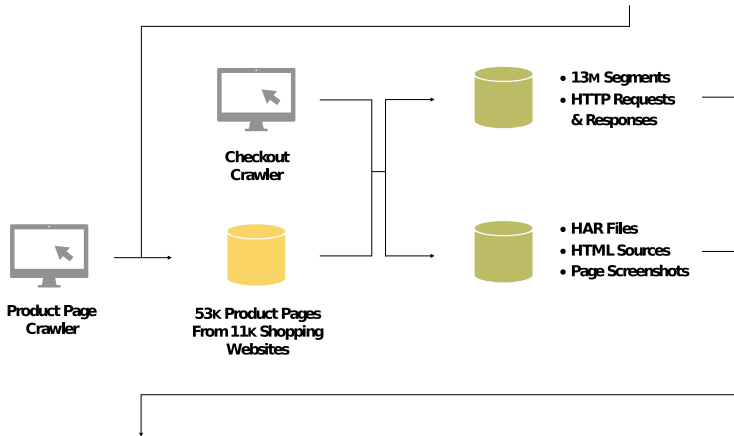 Checkout
Crawler
• 13M Segments
• HTTP Requests
& Responses
Product Page
Crawler
53K Product Pages
From 11K Shopping
Websites
• HAR Files
• HTML Sources
• Page Screenshots